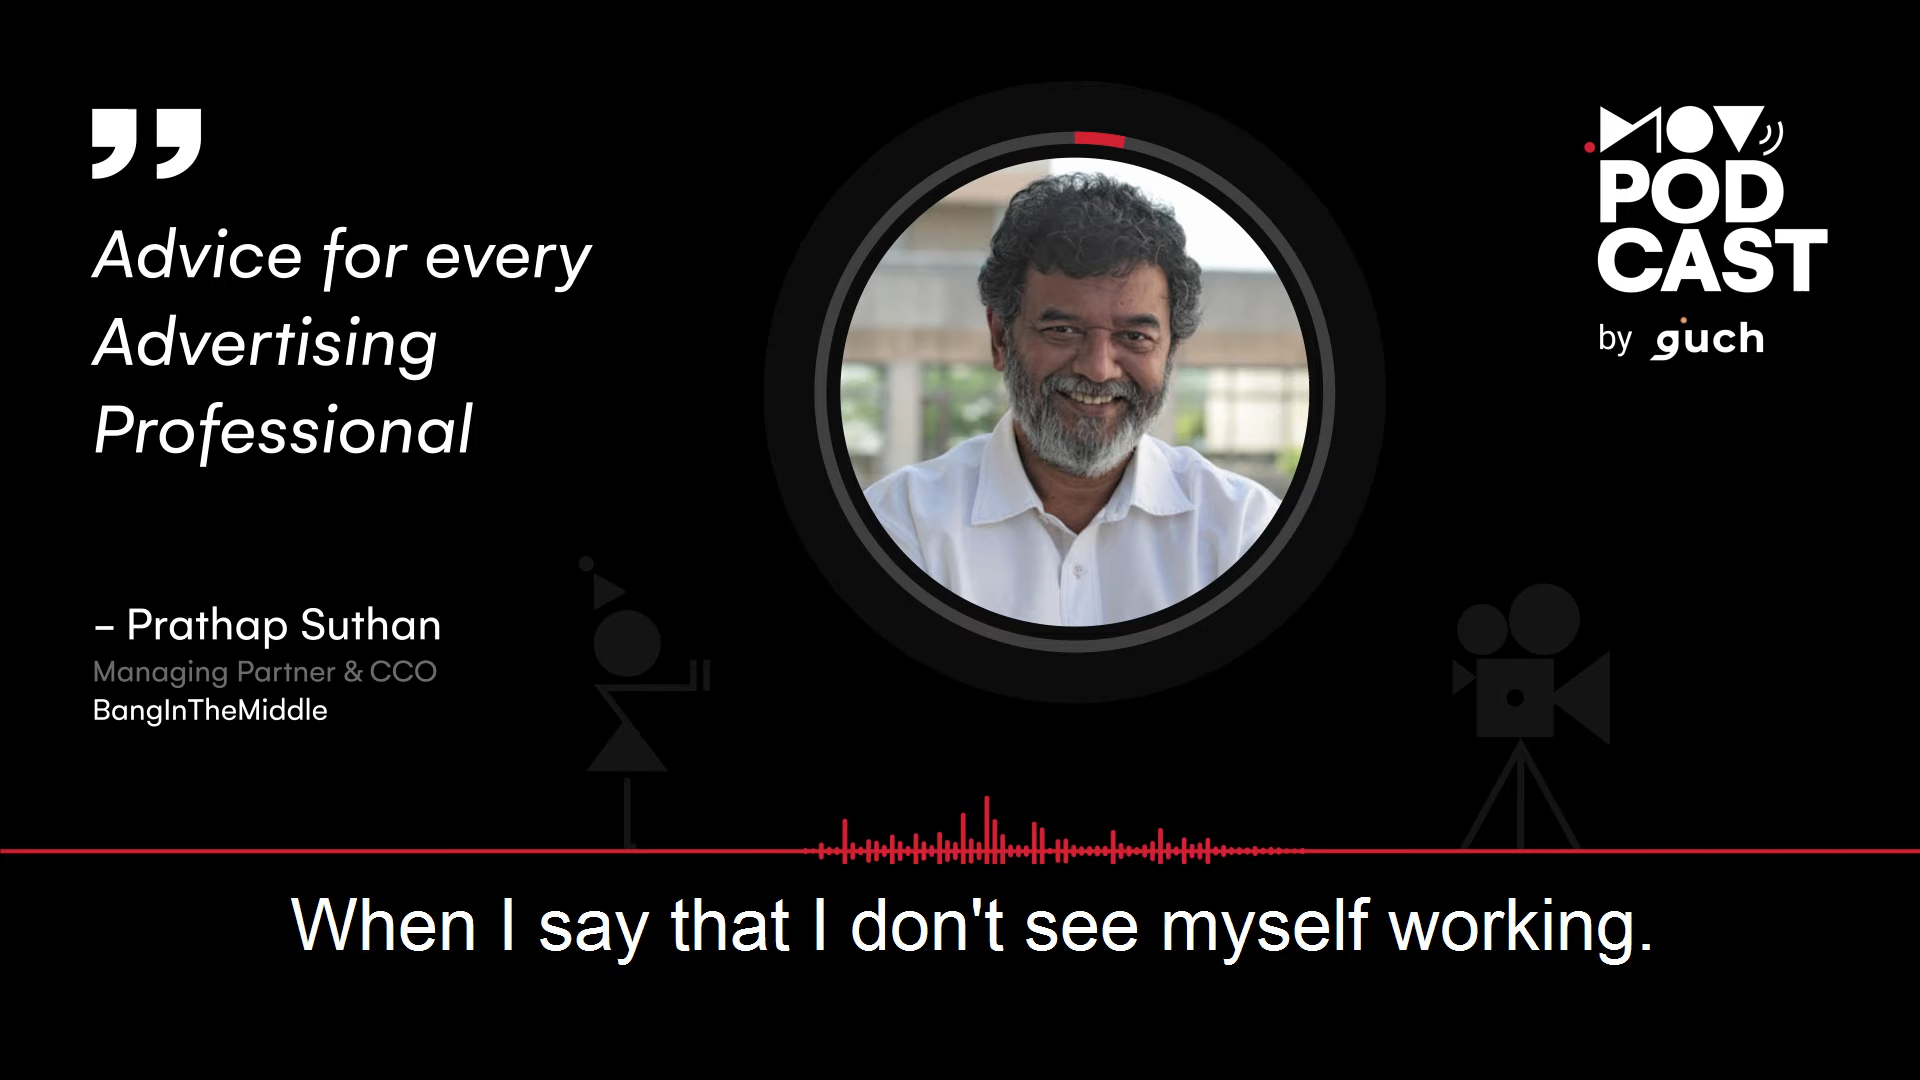 Advice for every
Advertising
Professional
– Prathap Suthan
Managing Partner & CCO
BangInTheMiddle
MOV
POD
CAST
by guch
When I say that I don't see myself working.